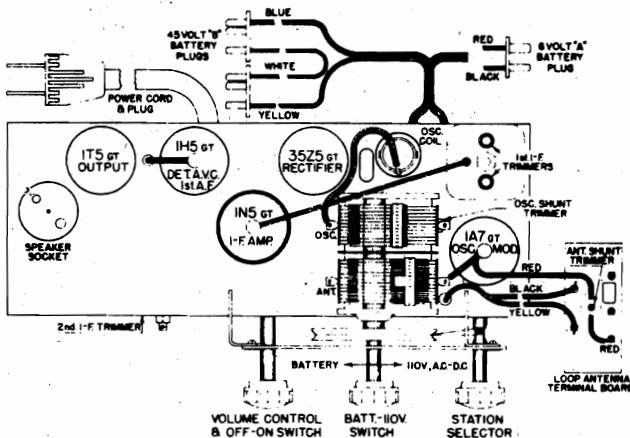 BLUE
45 VOLT "B"
BATTERY
PLUGS
WHITE
YELLOW
RED
BLACK
6 VOLT "A"
BATTERY
PLUG
POWER CORD
& PLUG
1T5 GT
OUTPUT
1H5 GT
DET. A.V.C.
1st A.F.
35Z5 GT
RECTIFIER
OSC.
COIL
1st I-F
TRIMMERS
SPEAKER
SOCKET
1N5 GT
I-F. AMP.
OSC.
OSC. SHUNT
TRIMMER
1A7 GT
OSC. MOD.
ANT.
ANT. SHUNT
TRIMMER
RED
BLACK
YELLOW
RED
2nd I-F. TRIMMER
BATTERY
110V., A.C.-D.C.
LOOP ANTENNA
TERMINAL BOARD
VOLUME CONTROL
& OFF-ON SWITCH
BATT.-110V.
SWITCH
STATION
SELECTOR